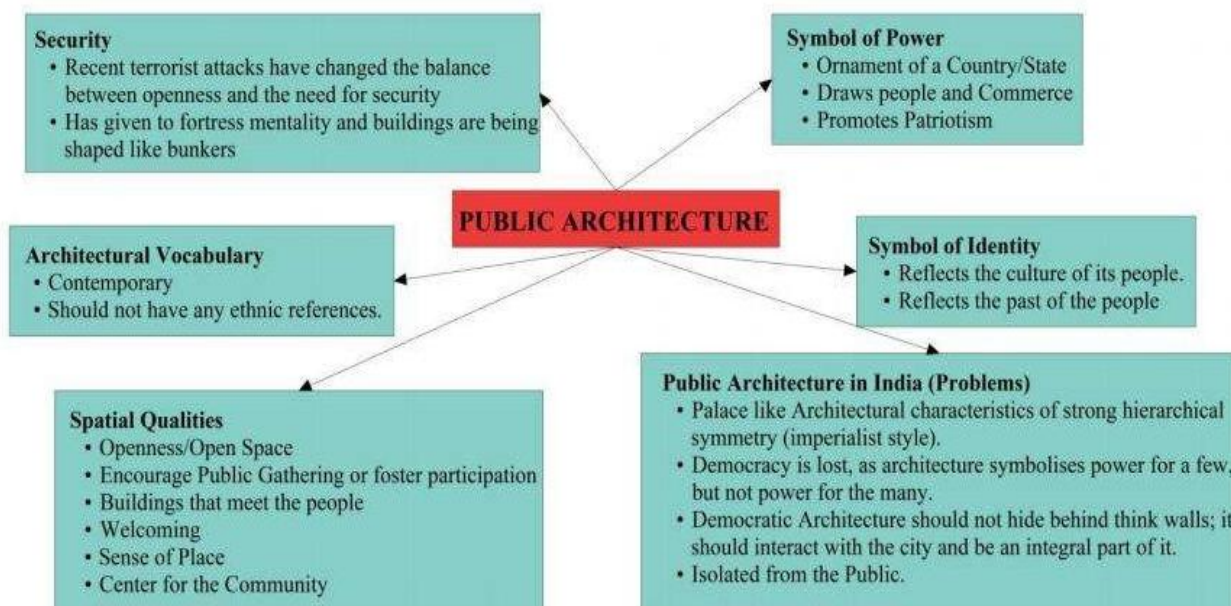 Security
• Recent terrorist attacks have changed the balance
between openness and the need for security
• Has given to fortress mentality and buildings are being
shaped like bunkers
Symbol of Power
• Ornament of a Country/State
• Draws people and Commerce
• Promotes Patriotism
PUBLIC ARCHITECTURE
Architectural Vocabulary
• Contemporary
• Should not have any ethnic references.
Symbol of Identity
• Reflects the culture of its people.
• Reflects the past of the people
Spatial Qualities
• Openness/Open Space
• Encourage Public Gathering or foster participation
• Buildings that meet the people
• Welcoming
• Sense of Place
• Center for the Community
Public Architecture in India (Problems)
• Palace like Architectural characteristics of strong hierarchical
symmetry (imperialist style).
• Democracy is lost, as architecture symbolises power for a few,
but not power for the many.
• Democratic Architecture should not hide behind think walls; it
should interact with the city and be an integral part of it.
• Isolated from the Public.